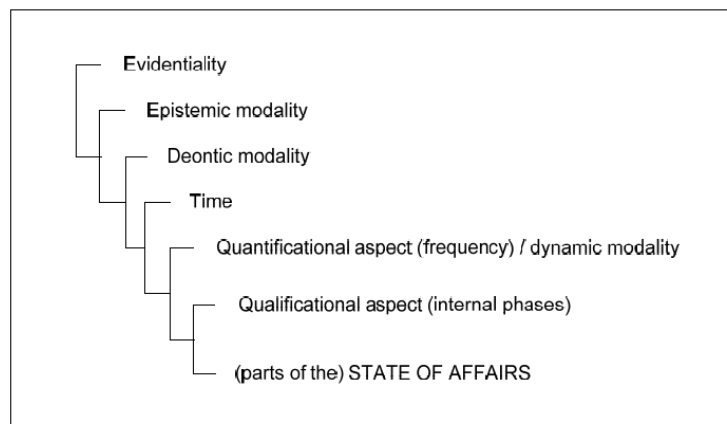 Evidentiality
Epistemic modality
Deontic modality
Time
Quantificational aspect (frequency) / dynamic modality
Qualificational aspect (internal phases)
(parts of the) STATE OF AFFAIRS